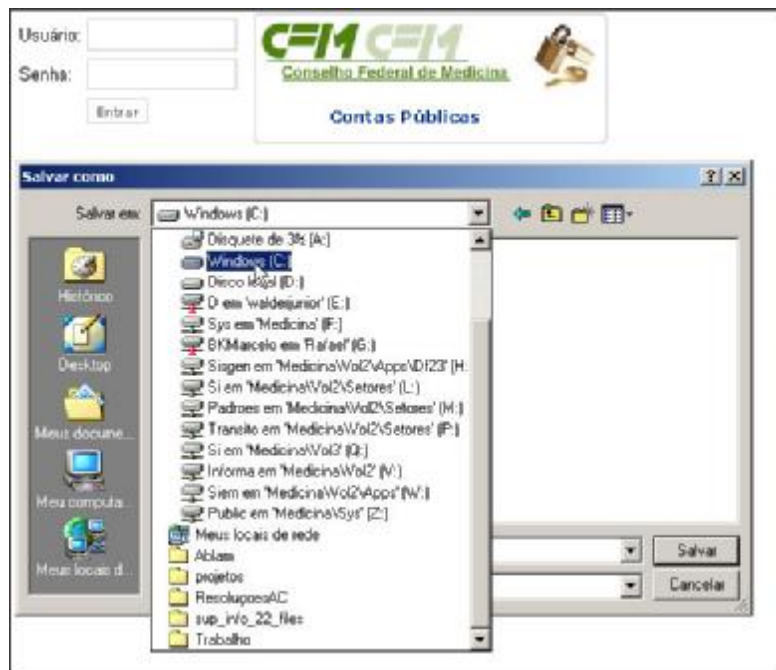 Usuário:
Senha:
Entrar
CFM CFM
Conselho Federal de Medicina
Contas Públicas
Salvar como
Salvar em:
Windows (C:)
Histórico
Desktop
Meus docume...
Meu computa...
Meus locais d...
Disquete de 3½ (A:)
Windows (C:)
Disco local (D:)
D em 'waldejunior' (E:)
Sys em 'Medicina' (F:)
BKMarcelo em 'Rafael' (G:)
Sisgen em 'Medicina\Vol2\Apps\Df23' (H:
Si em 'Medicina\Vol2\Setores' (L:)
Padroes em 'Medicina\Vol2\Setores' (M:)
Transito em 'Medicina\Vol2\Setores' (P:)
Si em 'Medicina\Vol3' (Q:)
Informa em 'Medicina\Vol2' (V:)
Siem em 'Medicina\Vol2\Apps' (W:)
Public em 'Medicina\Sys' (Z:)
Meus locais de rede
Ablam
projetos
ResoluçoesAC
sup_info_22_files
Trabalho
Salvar
Cancelar